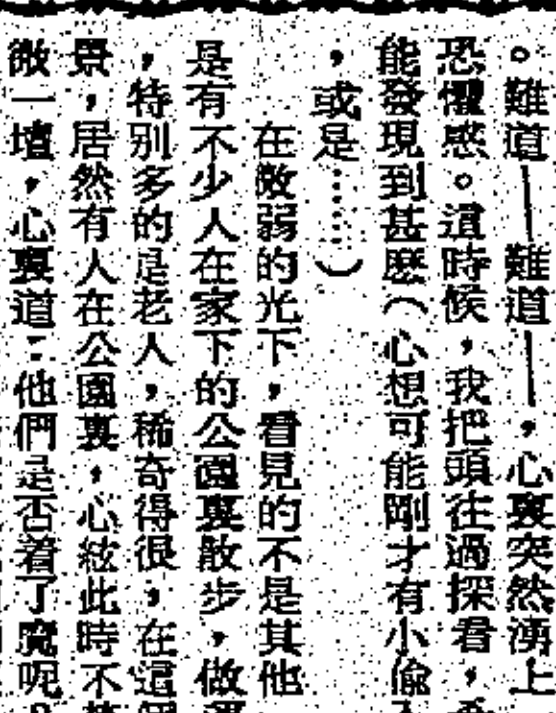 。難道——難道——，心裏突然湧上
恐懼感。這時候，我把頭往過探看，
能發現到甚麽（心想可能剛才有小偷
，或是……）
在微弱的光下，看見的不是其他
是有不少人在家下的公園裏散步，做
，特别多的是老人，稀奇得很，在這個
景，居然有人在公園裏，心絃此時不
微一壇，心裏道：他們是否着了魔呢？